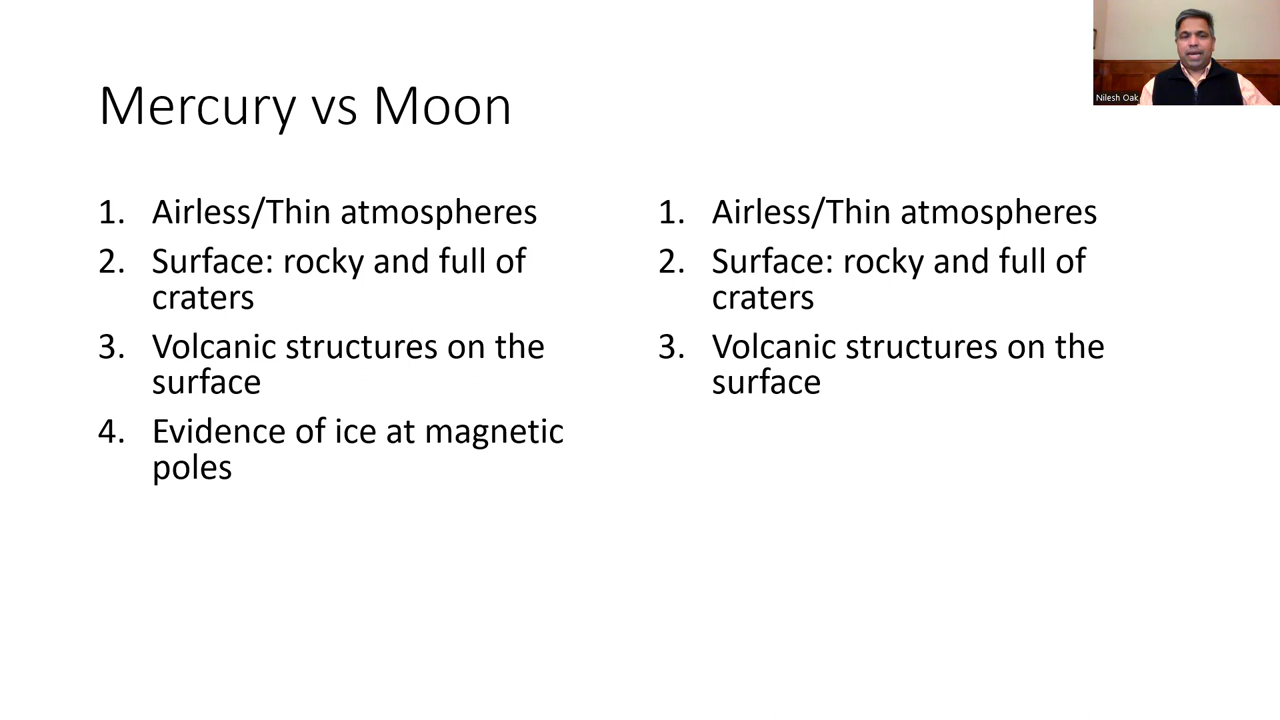 Mercury vs Moon
1. Airless/Thin atmospheres
2. Surface: rocky and full of
craters
3. Volcanic structures on the
surface
4. Evidence of ice at magnetic
poles
1. Airless/Thin atmospheres
2. Surface: rocky and full of
craters
3. Volcanic structures on the
surface
Nilesh Oak